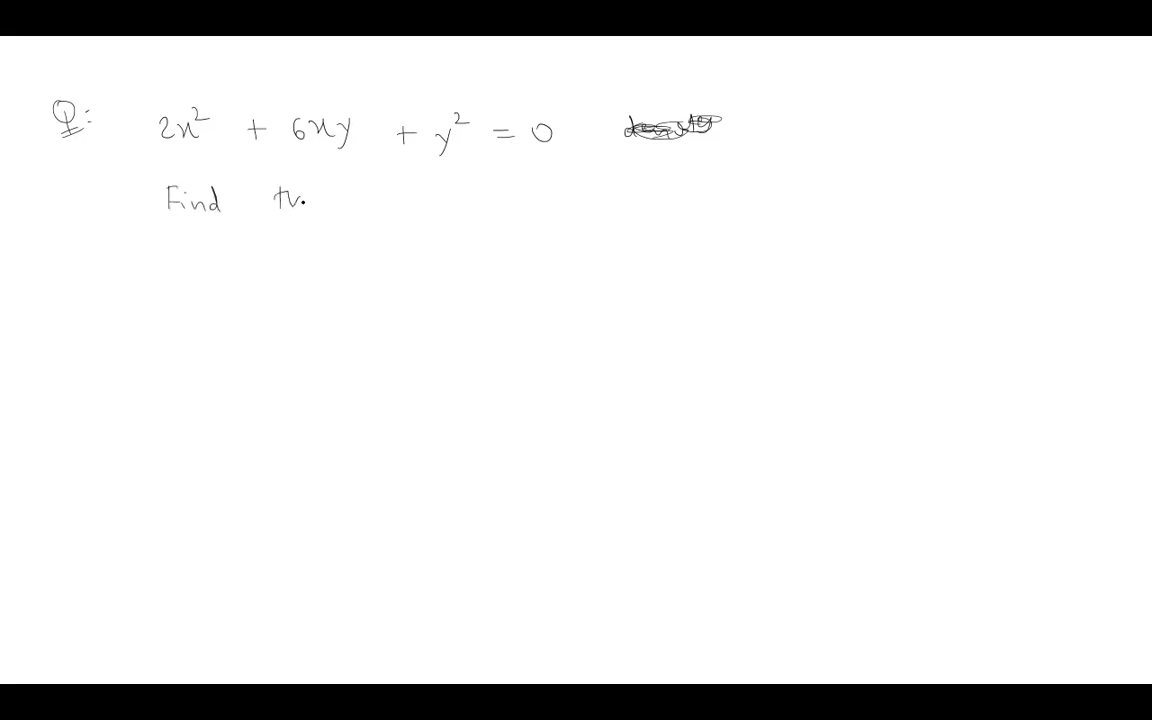 Q: 2x² + 6xy + y² = 0
Find